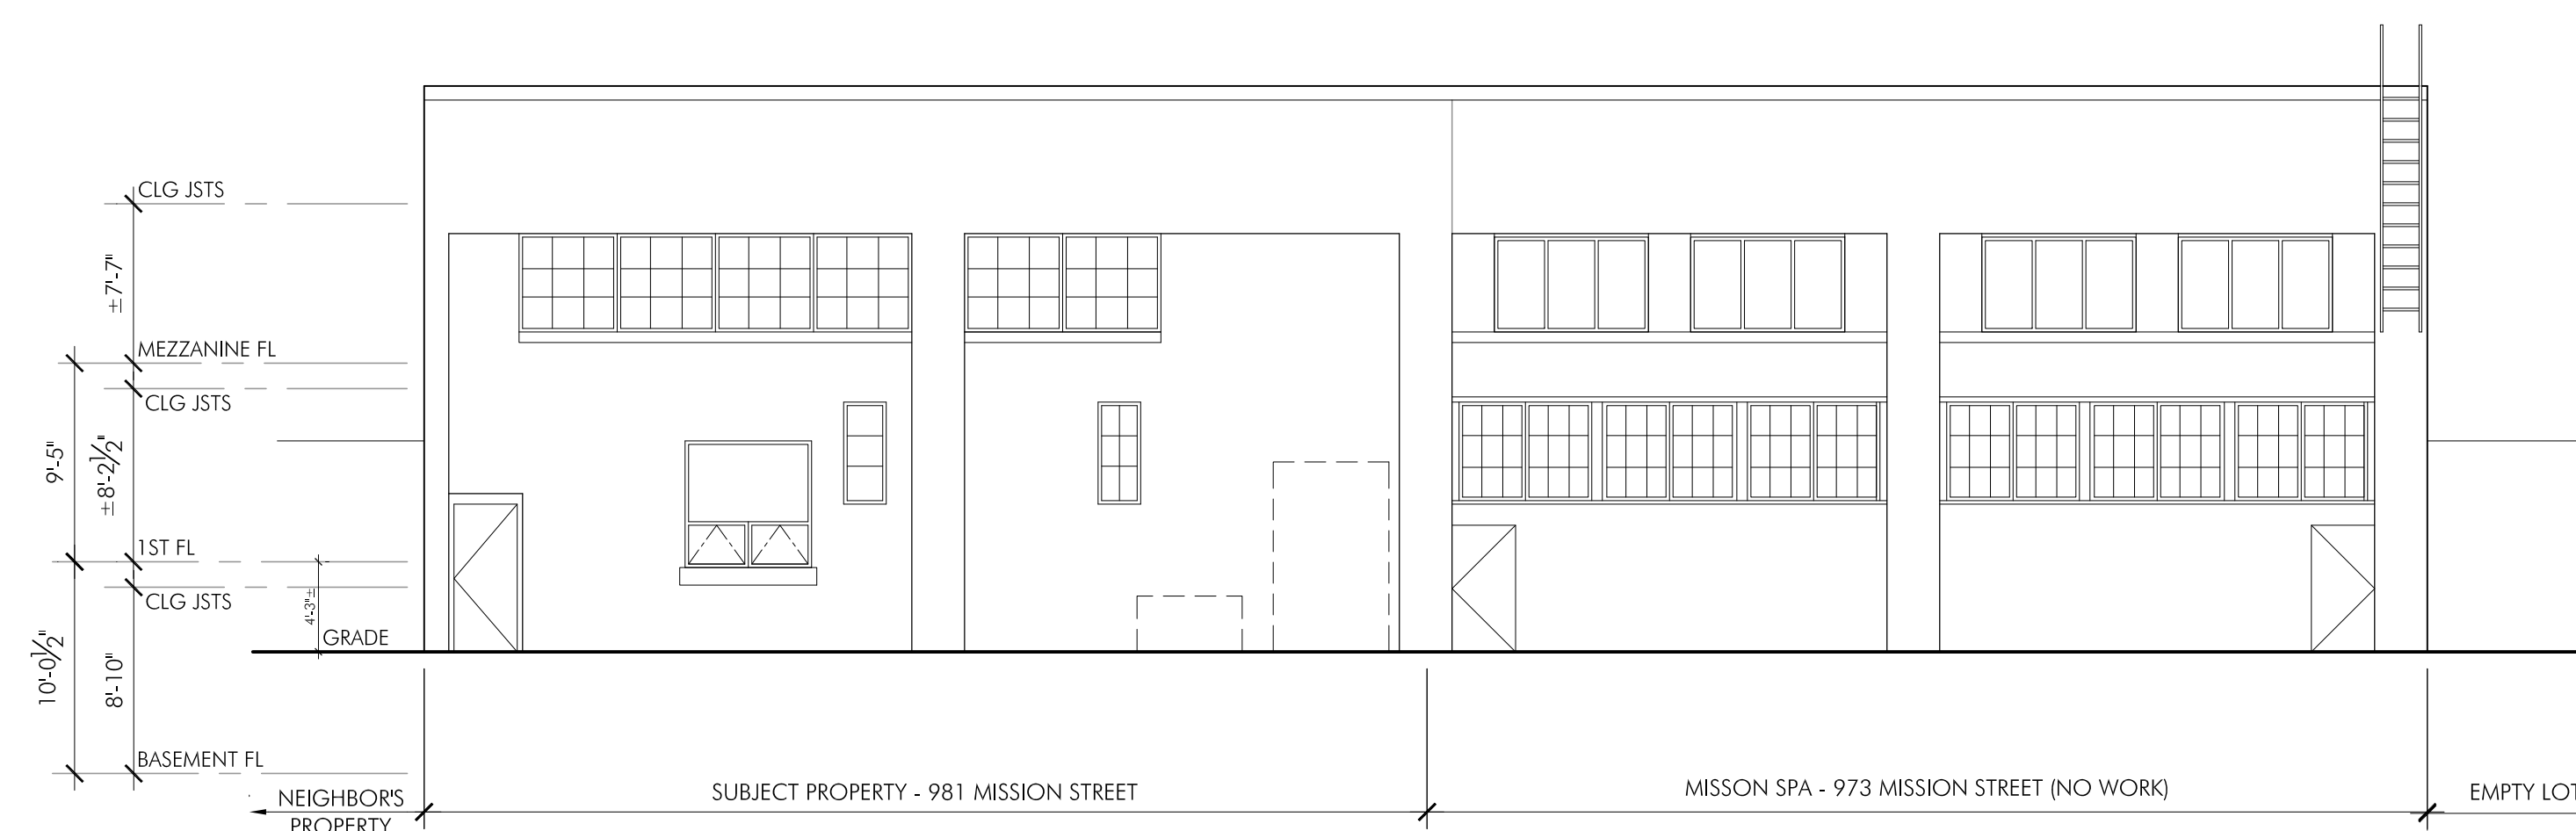 CLG JSTS
±7'-7"
MEZZANINE FL
CLG JSTS
9'-5"
±8'-2½"
1ST FL
CLG JSTS
4'-3"±
GRADE
10'-0½"
8'-10"
BASEMENT FL
NEIGHBOR'S
PROPERTY
SUBJECT PROPERTY - 981 MISSION STREET
MISSON SPA - 973 MISSION STREET (NO WORK)
EMPTY LOT